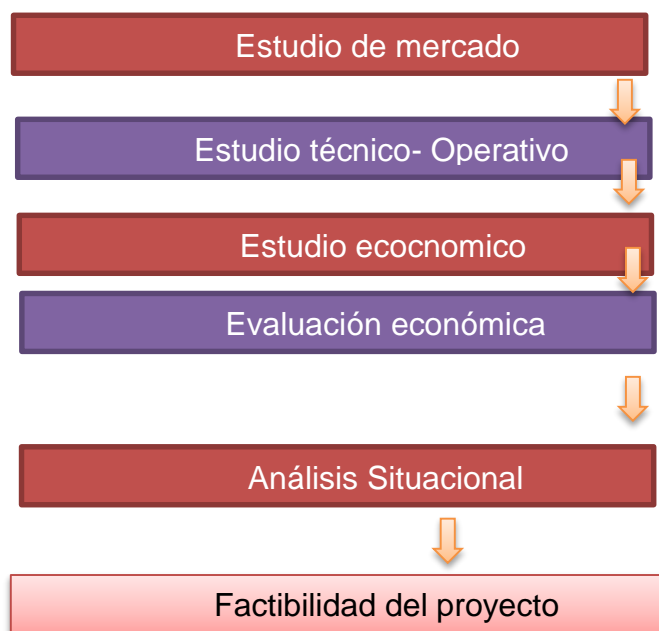 Estudio de mercado
Estudio técnico- Operativo
Estudio ecocnomico
Evaluación económica
Análisis Situacional
Factibilidad del proyecto